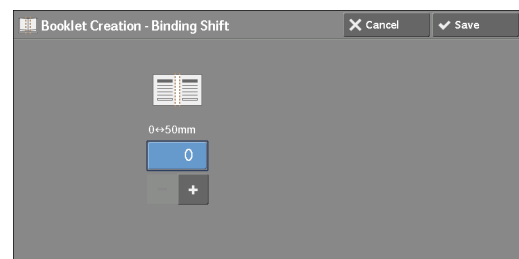 Booklet Creation - Binding Shift
Cancel
Save
0↔50mm
0
- +